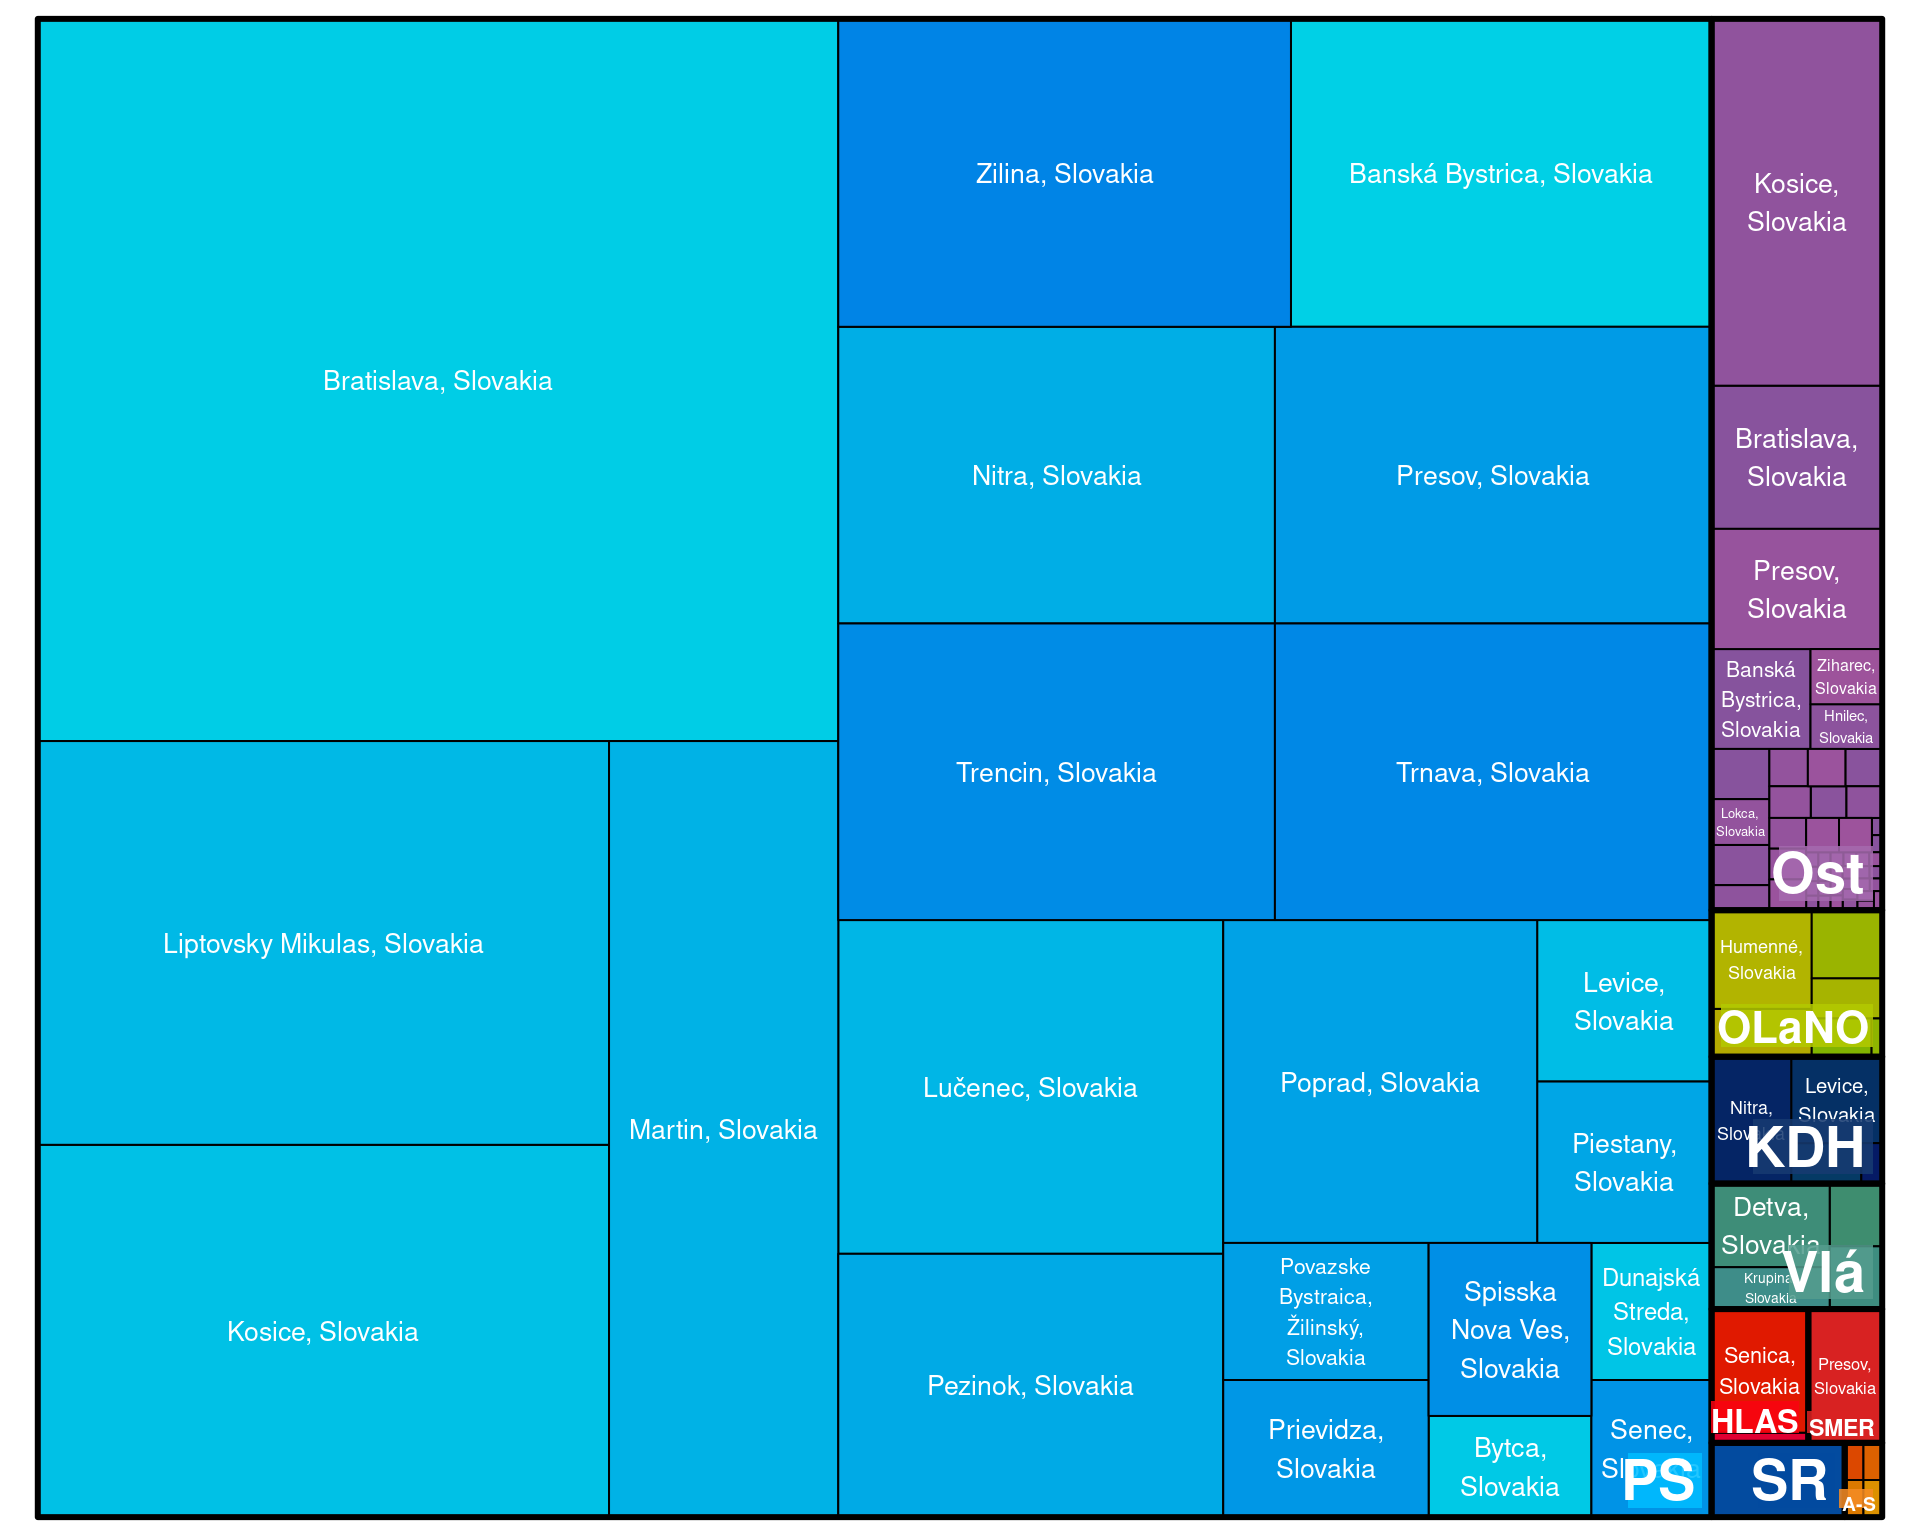 Bratislava, Slovakia
Zilina, Slovakia
Banská Bystrica, Slovakia
Nitra, Slovakia
Presov, Slovakia
Trencin, Slovakia
Trnava, Slovakia
Liptovsky Mikulas, Slovakia
Martin, Slovakia
Kosice, Slovakia
Lučenec, Slovakia
Pezinok, Slovakia
Poprad, Slovakia
Levice,
Slovakia
Piestany,
Slovakia
Povazske
Bystraica,
Žilinský,
Slovakia
Prievidza,
Slovakia
Spisska
Nova Ves,
Slovakia
Bytca,
Slovakia
Dunajská
Streda,
Slovakia
Senec,
PS
Kosice,
Slovakia
Bratislava,
Slovakia
Presov,
Slovakia
Banská
Bystrica,
Slovakia
Ziharec,
Slovakia
Hnilec,
Slovakia
Lokca,
Slovakia
Ost
Humenné,
Slovakia
OLaNO
Nitra,
Levice,
Slovakia
KDH
Detva,
Slovakia
Krupina
Slovakia
Vlá
Senica,
Slovakia
HLAS
Presov,
Slovakia
SMER
SR
A-S